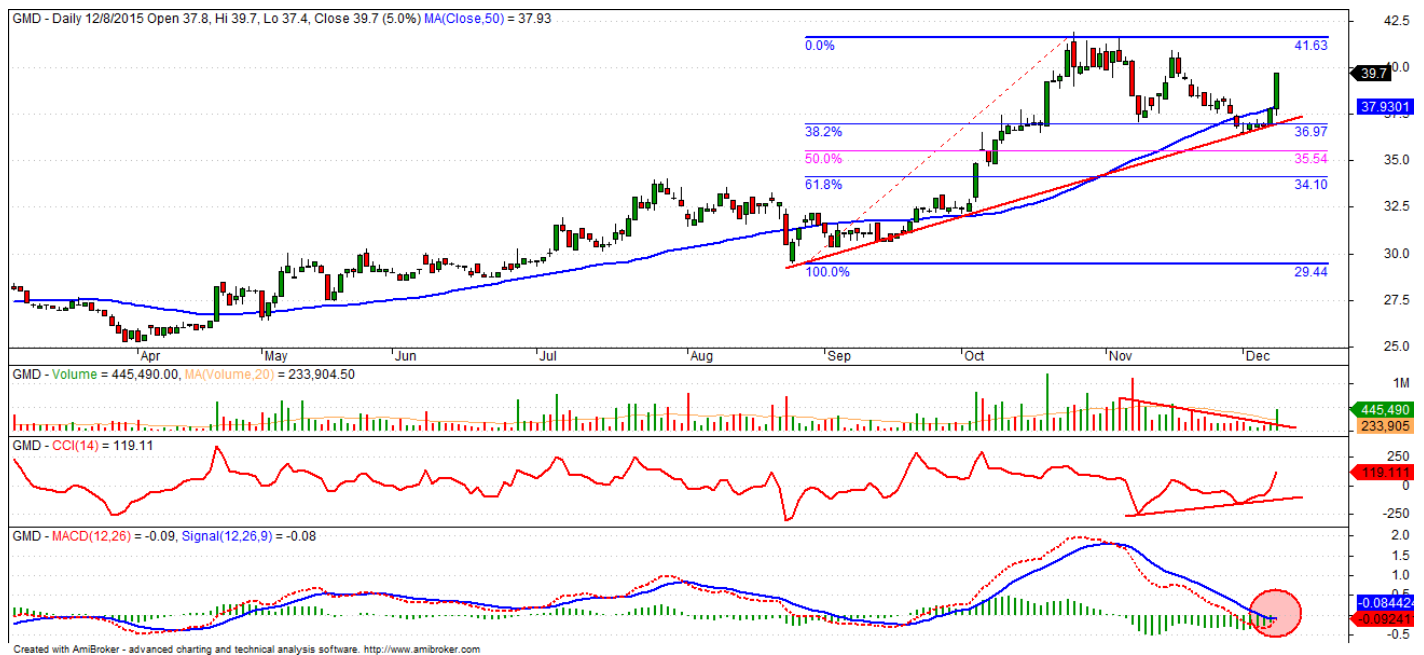 GMD - Daily 12/8/2015 Open 37.8, Hi 39.7, Lo 37.4, Close 39.7 (5.0%) MA(Close,50) = 37.93
42.5
0.0%
41.63
40.0
39.7
37.9301
37.5
38.2%
36.97
50.0%
35.54
35.0
61.8%
34.10
32.5
30.0
100.0%
29.44
27.5
25.0
Apr
May
Jun
Jul
Aug
Sep
Oct
Nov
Dec
GMD - Volume = 445,490.00, MA(Volume,20) = 233,904.50
1M
445,490
233,905
GMD - CCI(14) = 119.11
250
119.111
0
-250
GMD - MACD(12,26) = -0.09, Signal(12,26,9) = -0.08
2.0
1.5
1.0
0.5
-0.084424
-0.092411
-0.5
Created with AmiBroker - advanced charting and technical analysis software. http://www.amibroker.com